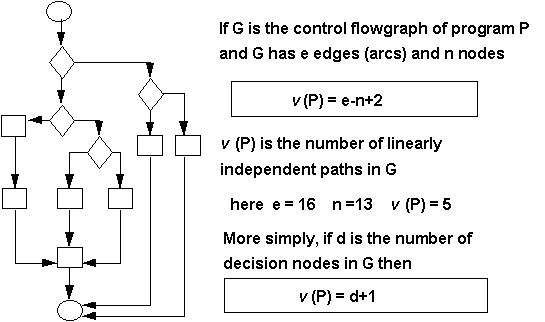 If G is the control flowgraph of program P
and G has e edges (arcs) and n nodes
v (P) = e-n+2
v (P) is the number of linearly
independent paths in G
here e = 16 n =13 v (P) = 5
More simply, if d is the number of
decision nodes in G then
v (P) = d+1